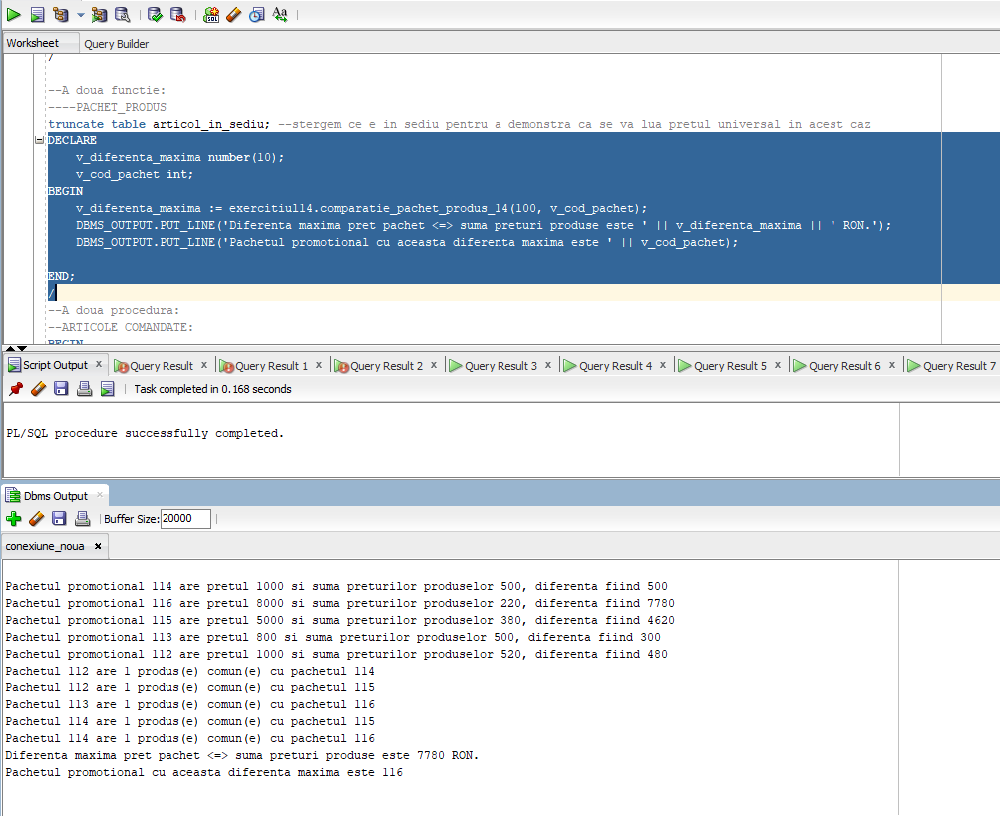 SQL
Aa
Worksheet Query Builder
/
--A doua functie:
----PACHET_PRODUS
truncate table articol_in_sediu; --stergem ce e in sediu pentru a demonstra ca se va lua pretul universal in acest caz
DECLARE
v_diferenta_maxima number(10);
v_cod_pachet int;
BEGIN
v_diferenta_maxima := exercitiul14.comparatie_pachet_produs_14(100, v_cod_pachet);
DBMS_OUTPUT.PUT_LINE('Diferenta maxima pret pachet <=> suma preturi produse este ' || v_diferenta_maxima || ' RON.');
DBMS_OUTPUT.PUT_LINE('Pachetul promotional cu aceasta diferenta maxima este ' || v_cod_pachet);
END;
/
--A doua procedura:
--ARTICOLE COMANDATE:
BEGIN
Script Output x Query Result x Query Result 1 x Query Result 2 x Query Result 3 x Query Result 4 x Query Result 5 x Query Result 6 x Query Result 7
Task completed in 0.168 seconds
PL/SQL procedure successfully completed.
Dbms Output x
Buffer Size: 20000
conexiune_noua x
Pachetul promotional 114 are pretul 1000 si suma preturilor produselor 500, diferenta fiind 500
Pachetul promotional 116 are pretul 8000 si suma preturilor produselor 220, diferenta fiind 7780
Pachetul promotional 115 are pretul 5000 si suma preturilor produselor 380, diferenta fiind 4620
Pachetul promotional 113 are pretul 800 si suma preturilor produselor 500, diferenta fiind 300
Pachetul promotional 112 are pretul 1000 si suma preturilor produselor 520, diferenta fiind 480
Pachetul 112 are 1 produs(e) comun(e) cu pachetul 114
Pachetul 112 are 1 produs(e) comun(e) cu pachetul 115
Pachetul 113 are 1 produs(e) comun(e) cu pachetul 116
Pachetul 114 are 1 produs(e) comun(e) cu pachetul 115
Pachetul 114 are 1 produs(e) comun(e) cu pachetul 116
Diferenta maxima pret pachet <=> suma preturi produse este 7780 RON.
Pachetul promotional cu aceasta diferenta maxima este 116